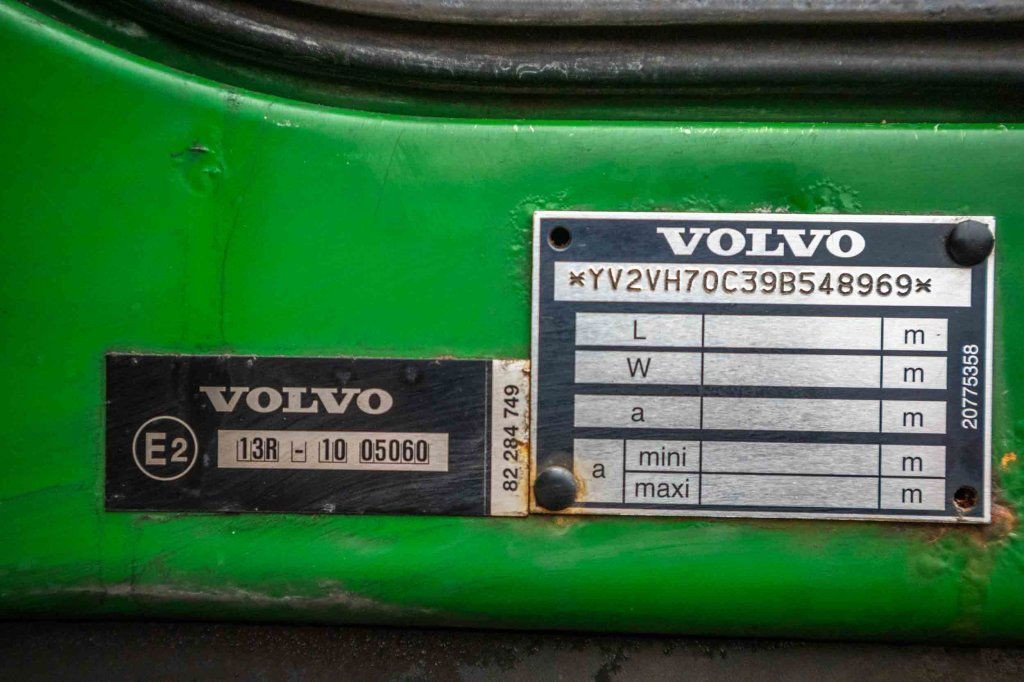 VOLVO
E2
13R - 10 05060
82 284 749
VOLVO
*YV2VH70C39B548969*
L m
W m
a m
a mini m
maxi m
20775358